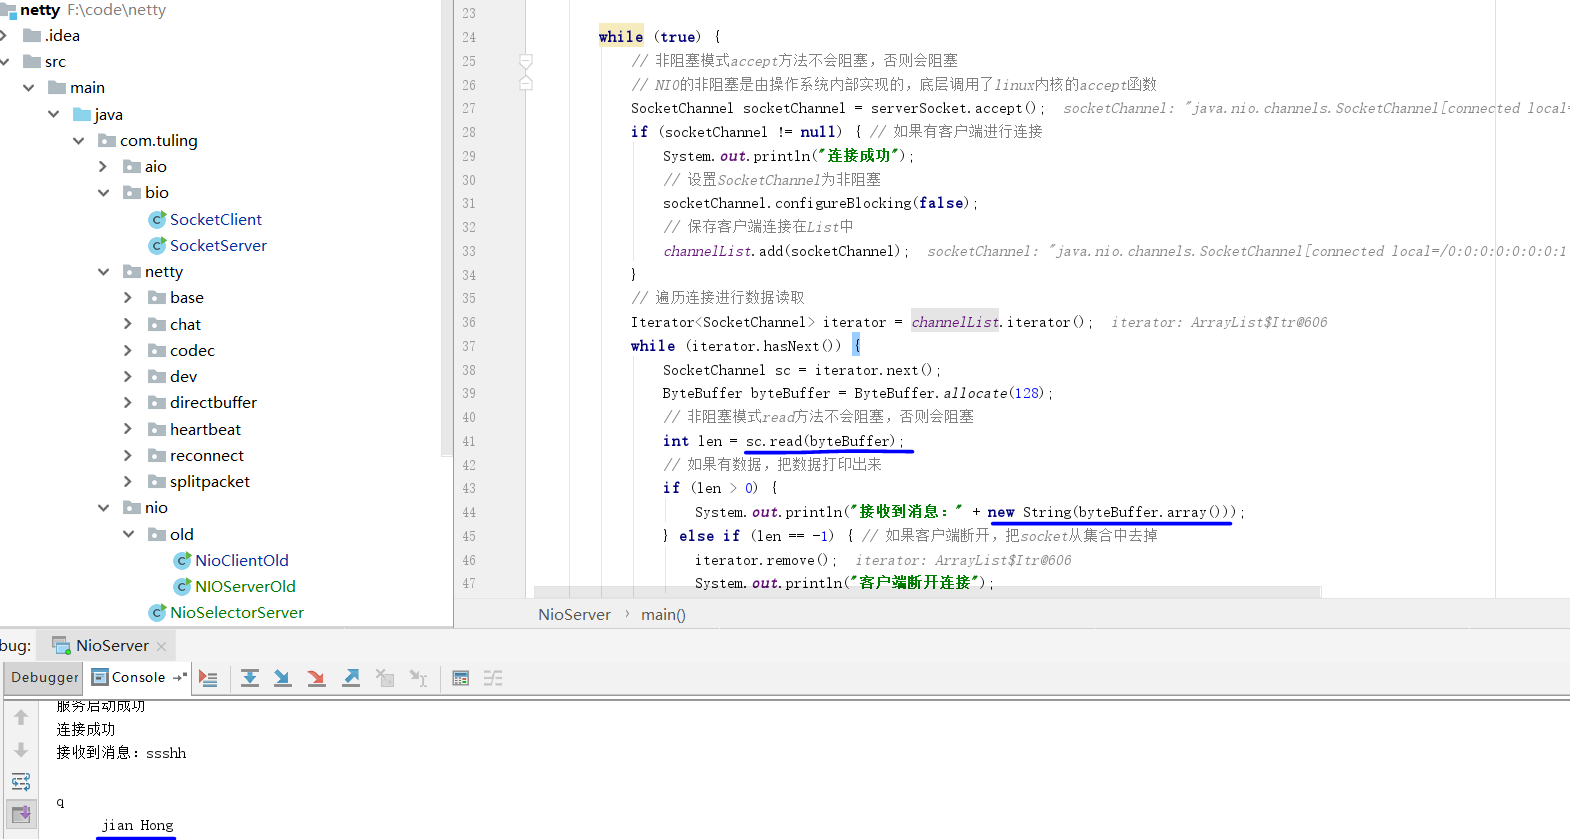 netty F:\code\netty
.idea
src
main
java
com.tuling
aio
bio
SocketClient
SocketServer
netty
base
chat
codec
dev
directbuffer
heartbeat
reconnect
splitpacket
nio
old
NioClientOld
NIOServerOld
NioSelectorServer
23
24 while (true) {
25 // 非阻塞模式accept方法不会阻塞，否则会阻塞
26 // NIO的非阻塞是由操作系统内部实现的，底层调用了linux内核的accept函数
27 SocketChannel socketChannel = serverSocket.accept(); socketChannel: "java.nio.channels.SocketChannel[connected local=
28 if (socketChannel != null) { // 如果有客户端进行连接
29 System.out.println("连接成功");
30 // 设置SocketChannel为非阻塞
31 socketChannel.configureBlocking(false);
32 // 保存客户端连接在List中
33 channelList.add(socketChannel); socketChannel: "java.nio.channels.SocketChannel[connected local=/0:0:0:0:0:0:0:1
34 }
35 // 遍历连接进行数据读取
36 Iterator<SocketChannel> iterator = channelList.iterator(); iterator: ArrayList$Itr@606
37 while (iterator.hasNext()) {
38 SocketChannel sc = iterator.next();
39 ByteBuffer byteBuffer = ByteBuffer.allocate(128);
40 // 非阻塞模式read方法不会阻塞，否则会阻塞
41 int len = sc.read(byteBuffer);
42 // 如果有数据，把数据打印出来
43 if (len > 0) {
44 System.out.println("接收到消息：" + new String(byteBuffer.array()));
45 } else if (len == -1) { // 如果客户端断开，把socket从集合中去掉
46 iterator.remove(); iterator: ArrayList$Itr@606
47 System.out.println("客户端断开连接");
NioServer › main()
bug: NioServer
Debugger Console
服务启动成功
连接成功
接收到消息：ssshh
q
jian Hong